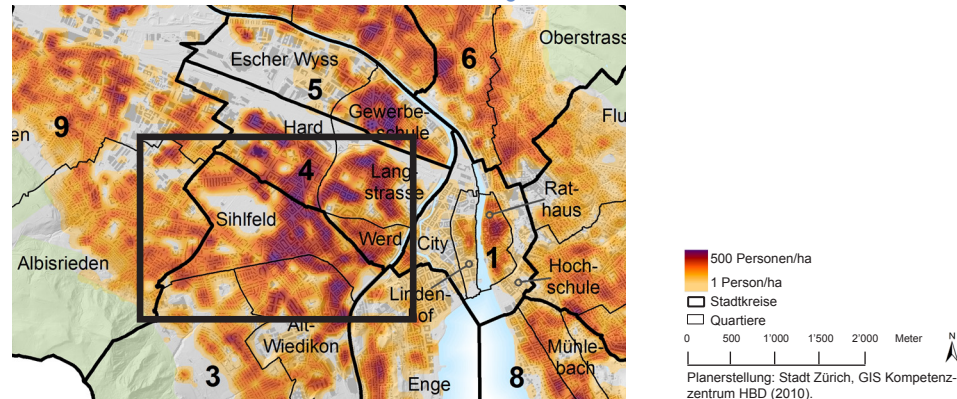 Oberstrass
6
Escher Wyss
5
Gewerbe-
schule
Flu
9
en
Hard
4
Lang-
strasse
Rat-
haus
Sihlfeld
Werd
City
1
Albisrieden
Hoch-
schule
Linden-
hof
Alt-
Wiedikon
Mühle-
bach
3
Enge
8
500 Personen/ha
1 Person/ha
Stadtkreise
Quartiere
0 500 1'000 1'500 2'000 Meter N
Planerstellung: Stadt Zürich, GIS Kompetenz-
zentrum HBD (2010).